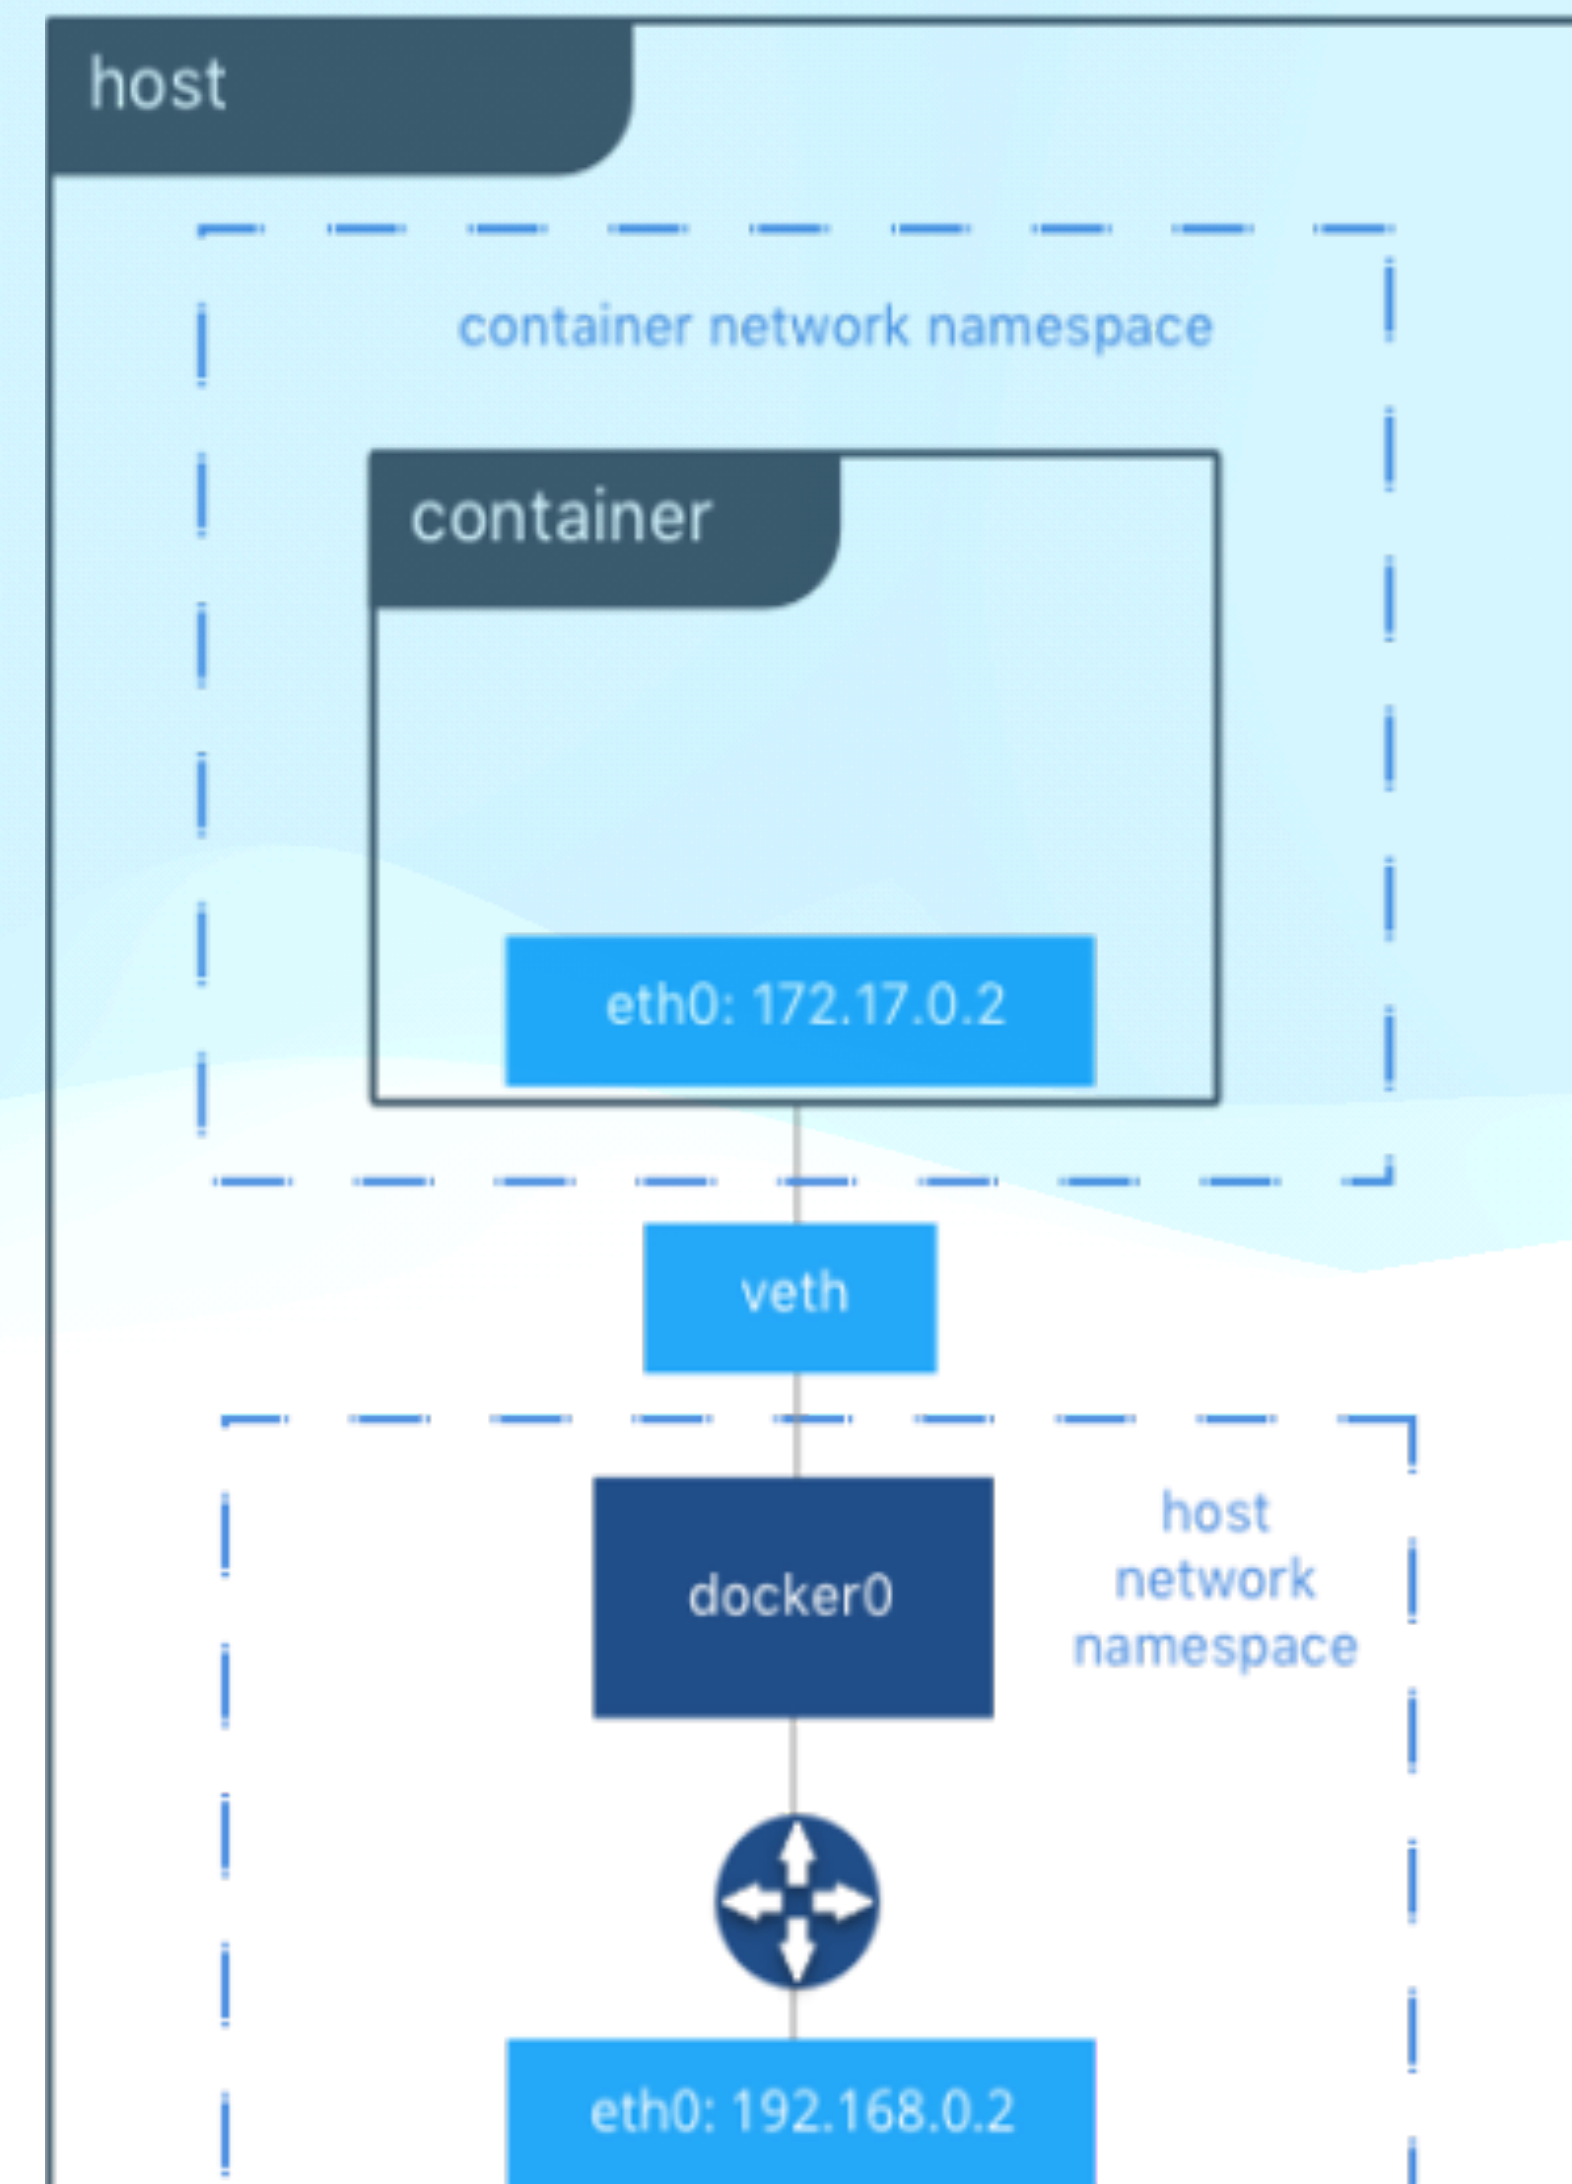 host
container network namespace
container
eth0: 172.17.0.2
veth
docker0
host
network
namespace
eth0: 192.168.0.2